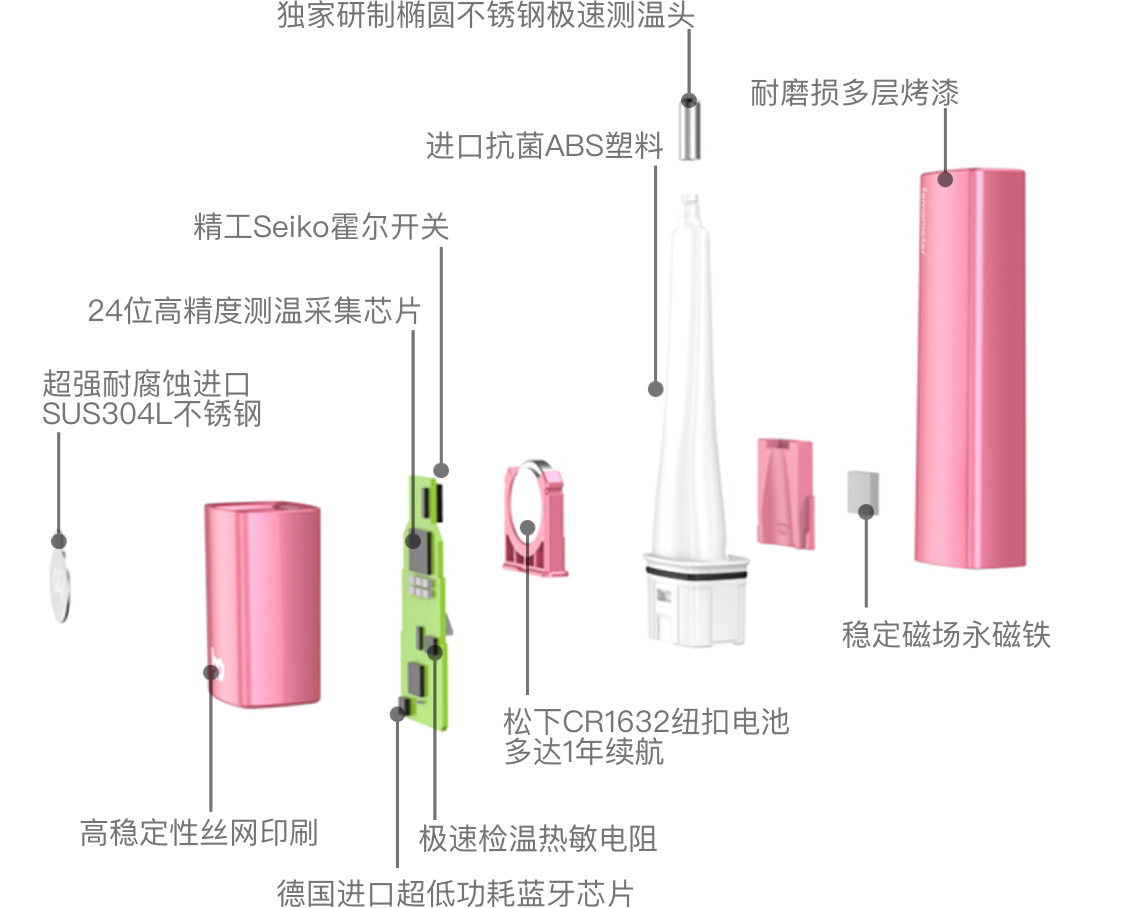 独家研制椭圆不锈钢极速测温头
耐磨损多层烤漆
进口抗菌ABS塑料
精工Seiko霍尔开关
24位高精度测温采集芯片
超强耐腐蚀进口
SUS304L不锈钢
稳定磁场永磁铁
松下CR1632纽扣电池
多达1年续航
高稳定性丝网印刷
极速检温热敏电阻
德国进口超低功耗蓝牙芯片